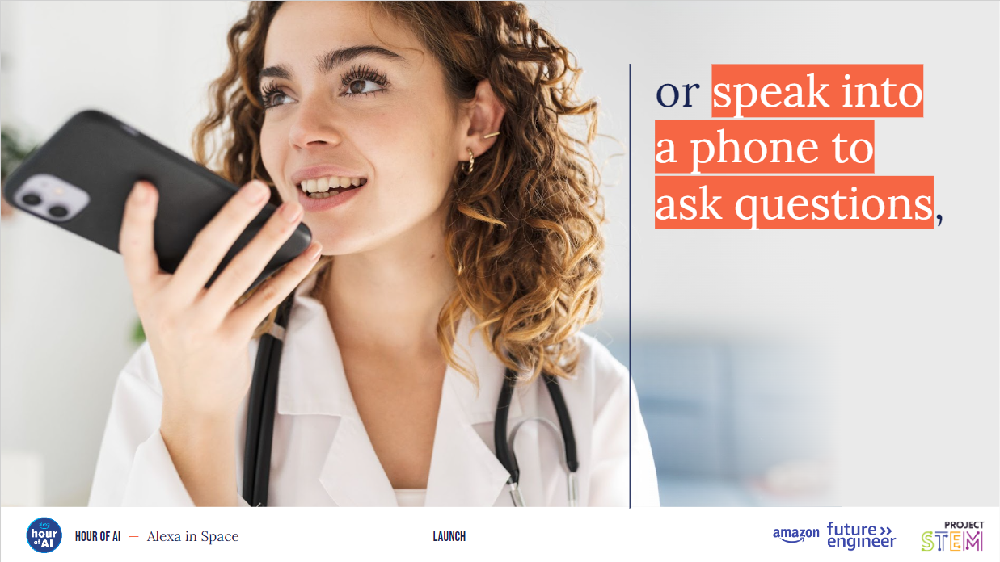 or speak into
a phone to
ask questions,
alexa
hour
of AI
HOUR OF AI — Alexa in Space
LAUNCH
amazon future
engineer
PROJECT
STEM